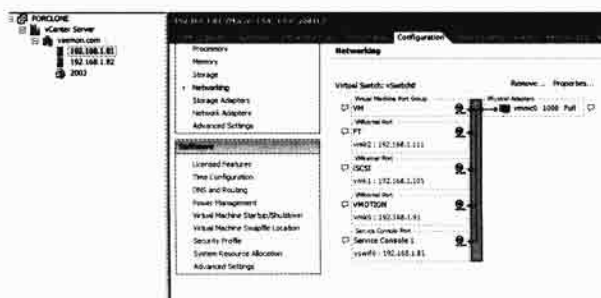 FORCLONE
vCenter Server
veemon.com
192.168.1.81
192.168.1.82
2003
Configuration
Processors
Memory
Storage
Networking
Storage Adapters
Network Adapters
Advanced Settings
Software
Licensed Features
Time Configuration
DNS and Routing
Power Management
Virtual Machine Startup/Shutdown
Virtual Machine Swapfile Location
Security Profile
System Resource Allocation
Advanced Settings
Networking
Virtual Switch: vSwitch0
Remove... Properties...
Virtual Machine Port Group
VM
Physical Adapters
vmnic0 1000 Full
VMkernel Port
FT
vmk2 : 192.168.1.111
VMkernel Port
iSCSI
vmk1 : 192.168.1.105
VMkernel Port
VMOTION
vmk0 : 192.168.1.91
Service Console Port
Service Console 1
vswif0 : 192.168.1.81